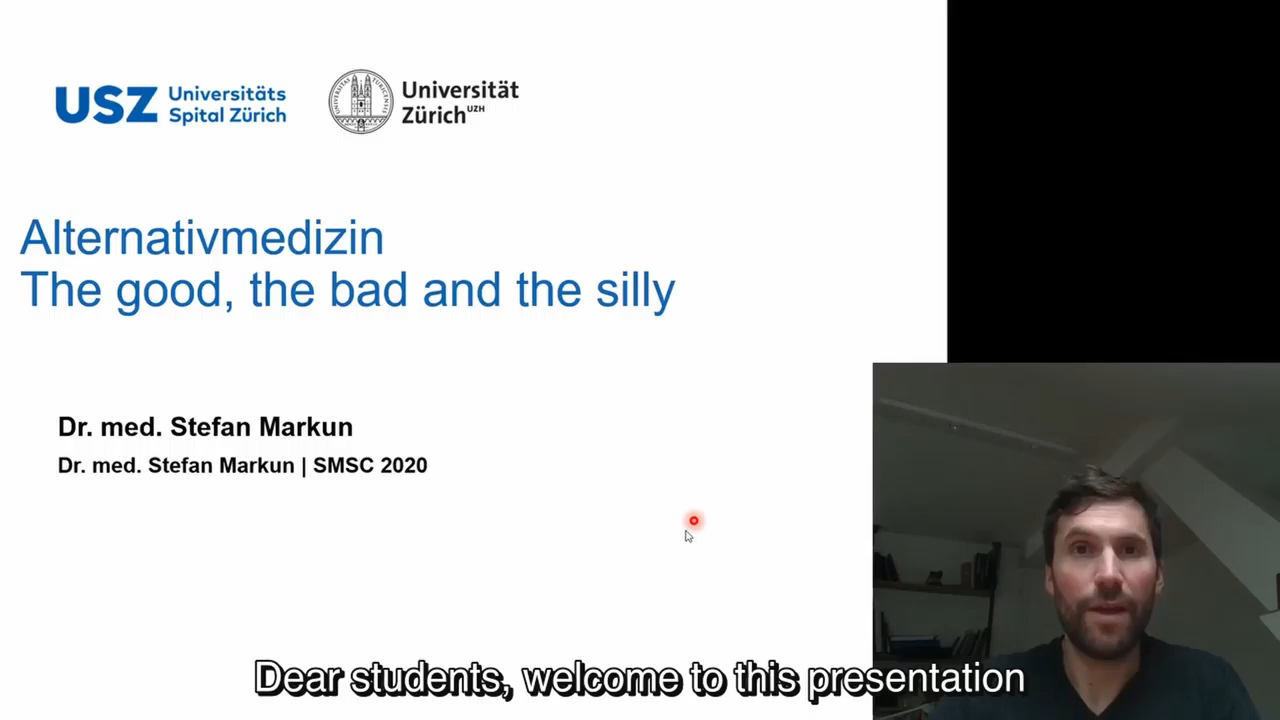 USZ Universitäts
Spital Zürich
Universität
Zürich UZH
Alternativmedizin
The good, the bad and the silly
Dr. med. Stefan Markun
Dr. med. Stefan Markun | SMSC 2020
Dear students, welcome to this presentation